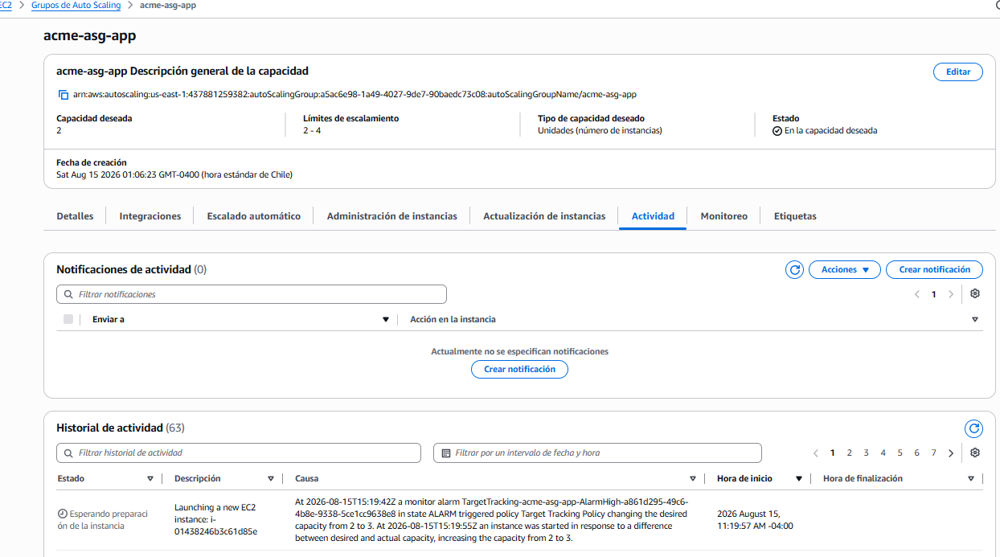 EC2 > Grupos de Auto Scaling > acme-asg-app
acme-asg-app
acme-asg-app Descripción general de la capacidad
Editar
arn:aws:autoscaling:us-east-1:437881259382:autoScalingGroup:a5ac6e98-1a49-4027-9de7-90baedc73c08:autoScalingGroupName/acme-asg-app
Capacidad deseada
2
Límites de escalamiento
2 - 4
Tipo de capacidad deseado
Unidades (número de instancias)
Estado
En la capacidad deseada
Fecha de creación
Sat Aug 15 2026 01:06:23 GMT-0400 (hora estándar de Chile)
Detalles
Integraciones
Escalado automático
Administración de instancias
Actualización de instancias
Actividad
Monitoreo
Etiquetas
Notificaciones de actividad (0)
Acciones
Crear notificación
Filtrar notificaciones
1
Enviar a
Acción en la instancia
Actualmente no se especifican notificaciones
Crear notificación
Historial de actividad (63)
Filtrar historial de actividad
Filtrar por un intervalo de fecha y hora
1 2 3 4 5 6 7
Estado
Descripción
Causa
Hora de inicio
Hora de finalización
Esperando preparaci
ón de la instancia
Launching a new EC2
instance: i-
01438246b3c61d85e
At 2026-08-15T15:19:42Z a monitor alarm TargetTracking-acme-asg-app-AlarmHigh-a861d295-49c6-
4b8e-9338-5ce1cc9638e8 in state ALARM triggered policy Target Tracking Policy changing the desired
capacity from 2 to 3. At 2026-08-15T15:19:55Z an instance was started in response to a difference
between desired and actual capacity, increasing the capacity from 2 to 3.
2026 August 15,
11:19:57 AM -04:00